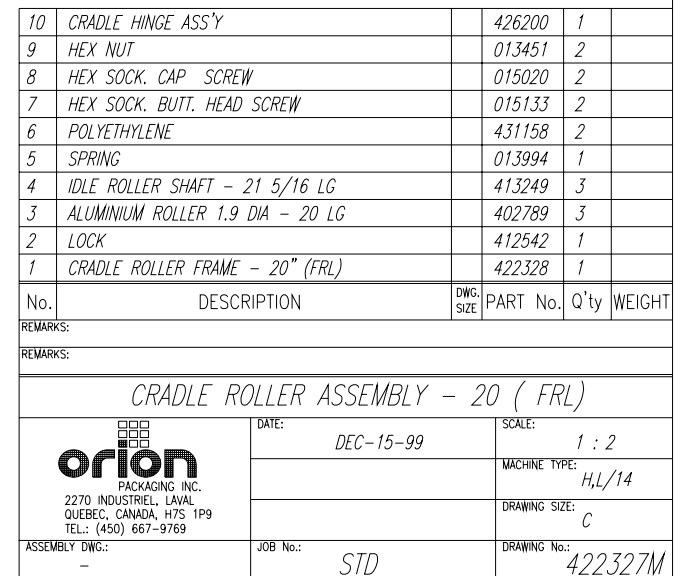 10 CRADLE HINGE ASS'Y 426200 1
9 HEX NUT 013451 2
8 HEX SOCK. CAP SCREW 015020 2
7 HEX SOCK. BUTT. HEAD SCREW 015133 2
6 POLYETHYLENE 431158 2
5 SPRING 013994 1
4 IDLE ROLLER SHAFT - 21 5/16 LG 413249 3
3 ALUMINIUM ROLLER 1.9 DIA - 20 LG 402789 3
2 LOCK 412542 1
1 CRADLE ROLLER FRAME - 20" (FRL) 422328 1
No. DESCRIPTION DWG. SIZE PART No. Q'ty WEIGHT
REMARKS:
REMARKS:
CRADLE ROLLER ASSEMBLY - 20 ( FRL)
orion
PACKAGING INC.
2270 INDUSTRIEL, LAVAL
QUEBEC, CANADA, H7S 1P9
TEL.: (450) 667-9769
DATE:
DEC-15-99
SCALE:
1 : 2
MACHINE TYPE:
H,L/14
DRAWING SIZE:
C
ASSEMBLY DWG.:
-
JOB No.:
STD
DRAWING No.:
422327M